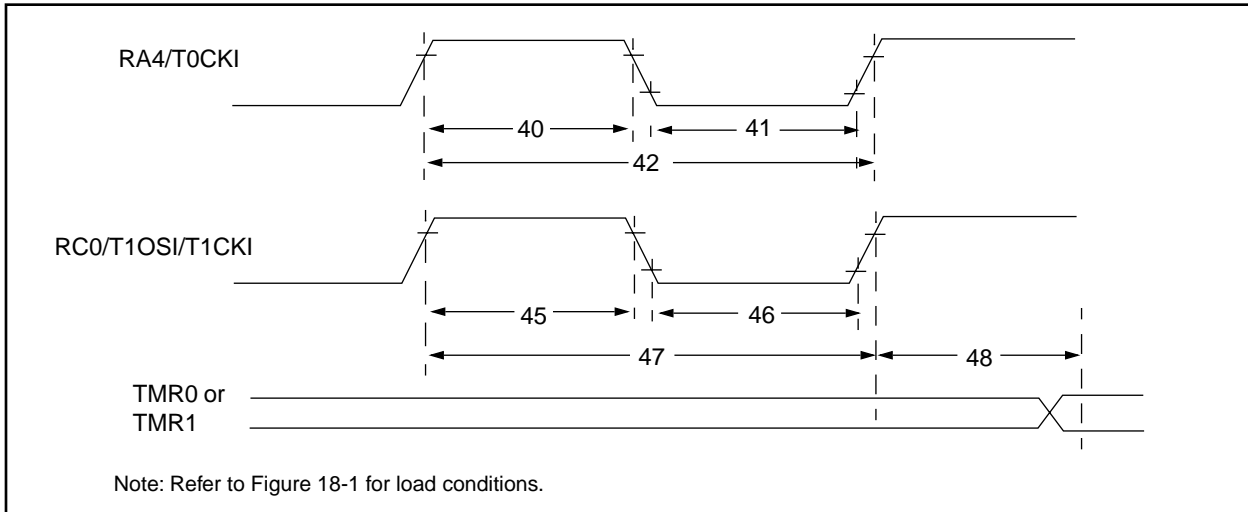 RA4/T0CKI
40
41
42
RC0/T1OSI/T1CKI
45
46
47
48
TMR0 or
TMR1
Note: Refer to Figure 18-1 for load conditions.